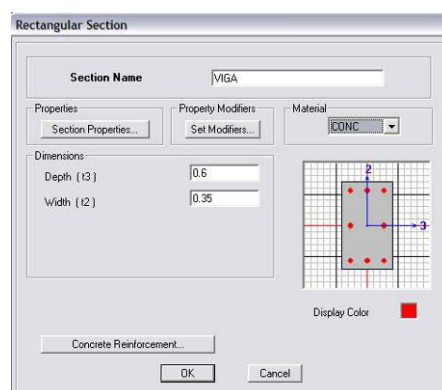 Rectangular Section
Section Name VIGA
Properties Property Modifiers Material
Section Properties... Set Modifiers... CONC
Dimensions
Depth ( t3 ) 0.6
Width ( t2 ) 0.35
2
3
Display Color
Concrete Reinforcement...
OK Cancel